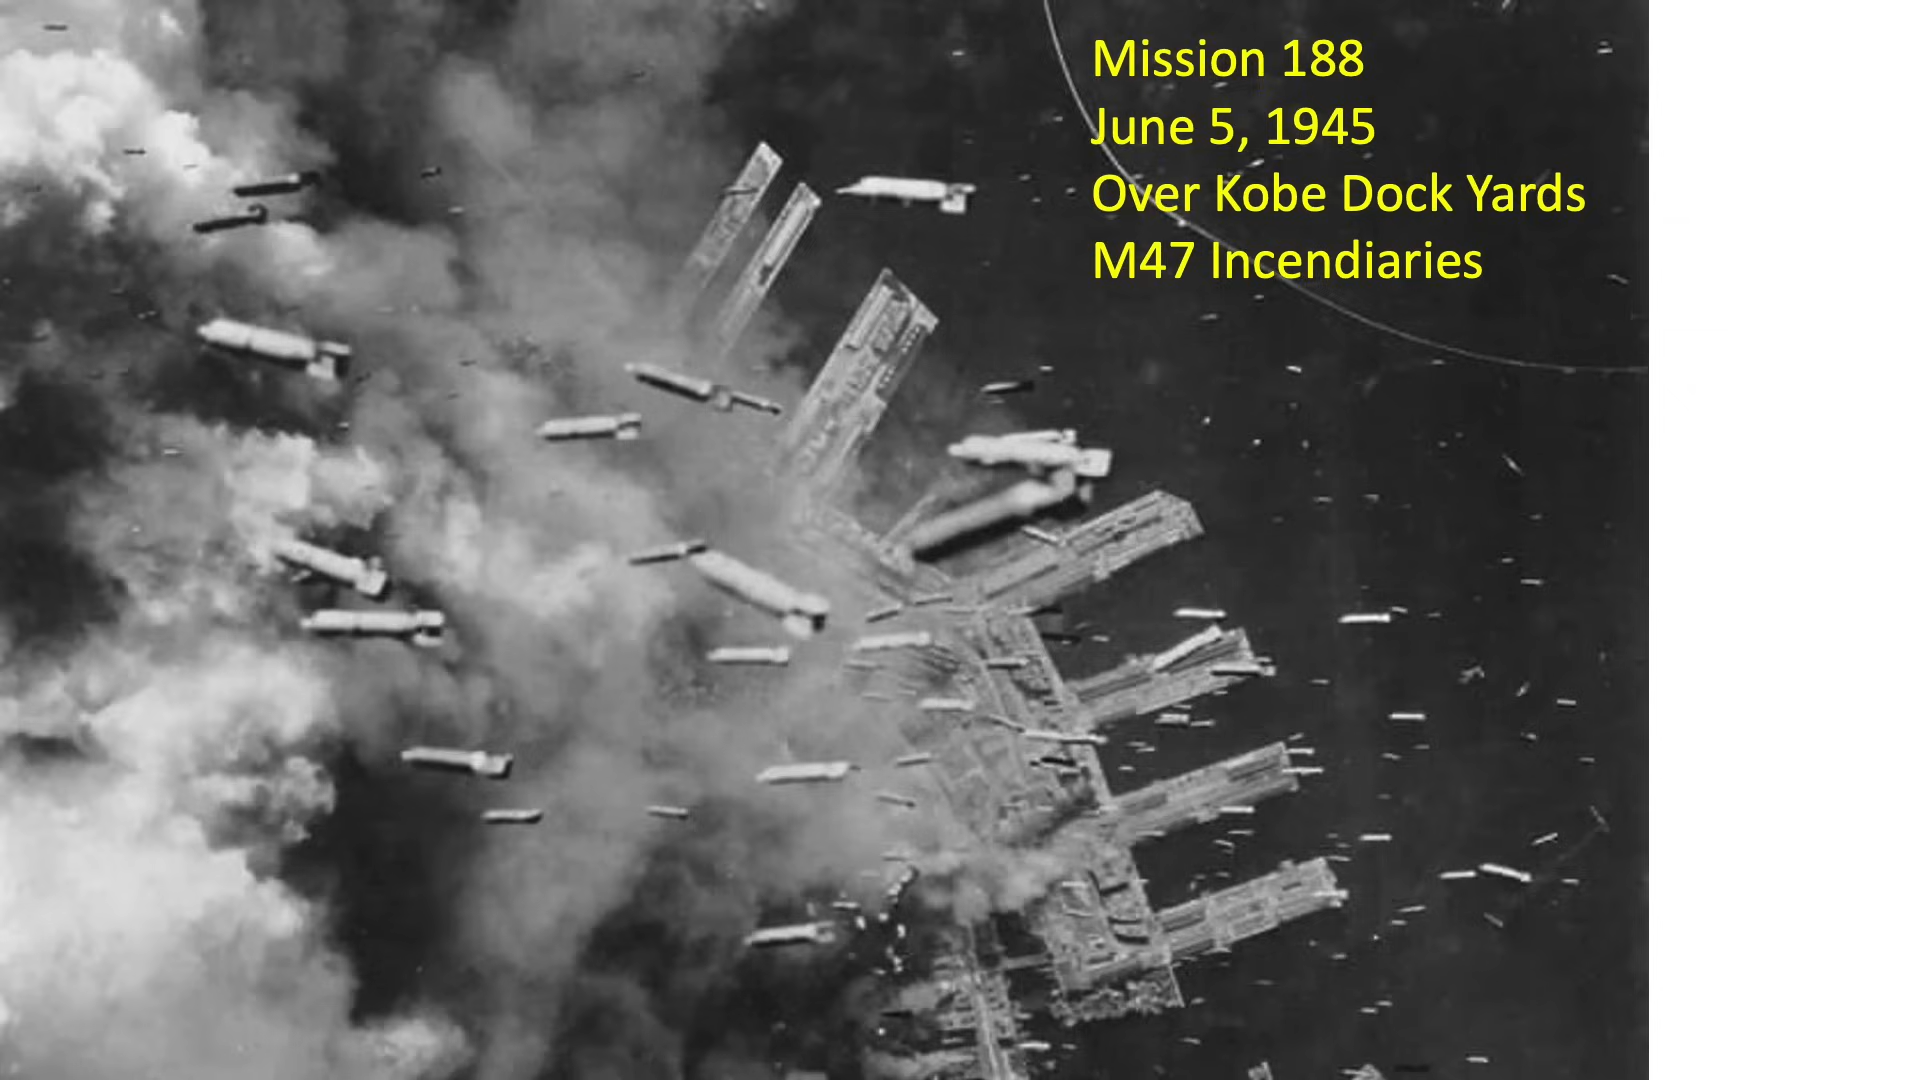 Mission 188
June 5, 1945
Over Kobe Dock Yards
M47 Incendiaries